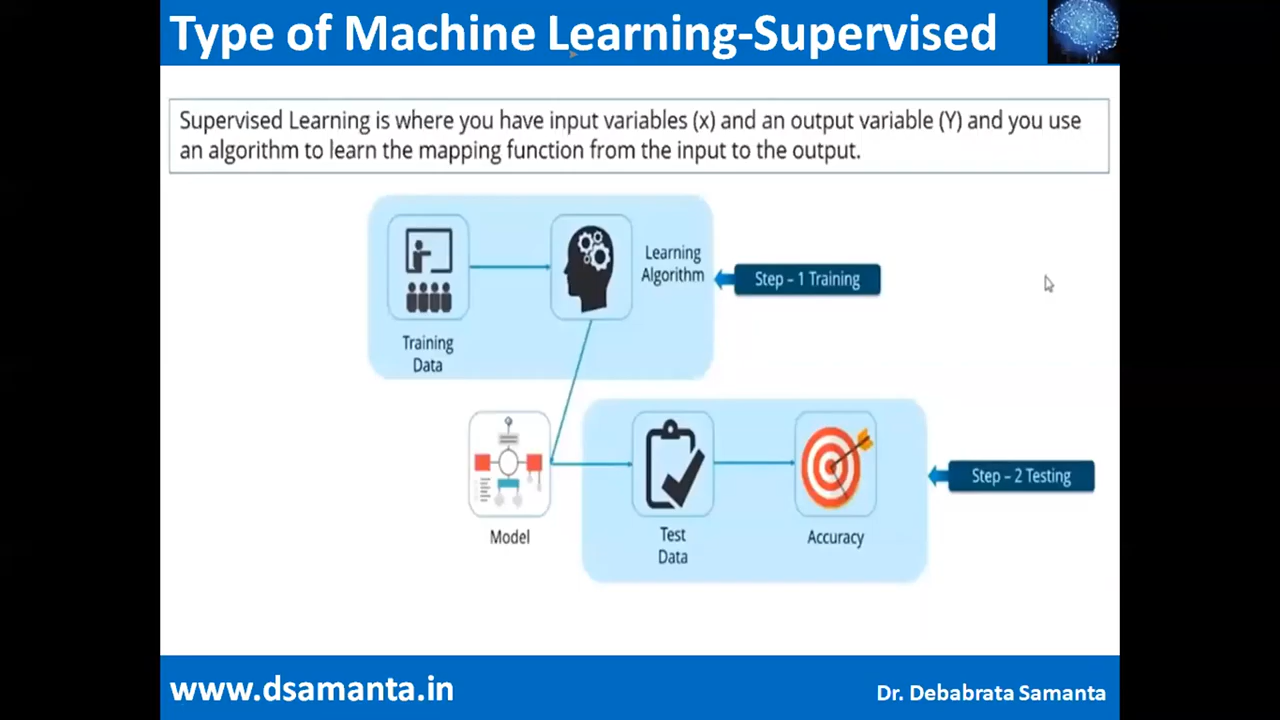 Type of Machine Learning-Supervised
Supervised Learning is where you have input variables (x) and an output variable (Y) and you use
an algorithm to learn the mapping function from the input to the output.
Learning
Algorithm
Step – 1 Training
Training
Data
Step – 2 Testing
Model
Test
Data
Accuracy
www.dsamanta.in
Dr. Debabrata Samanta